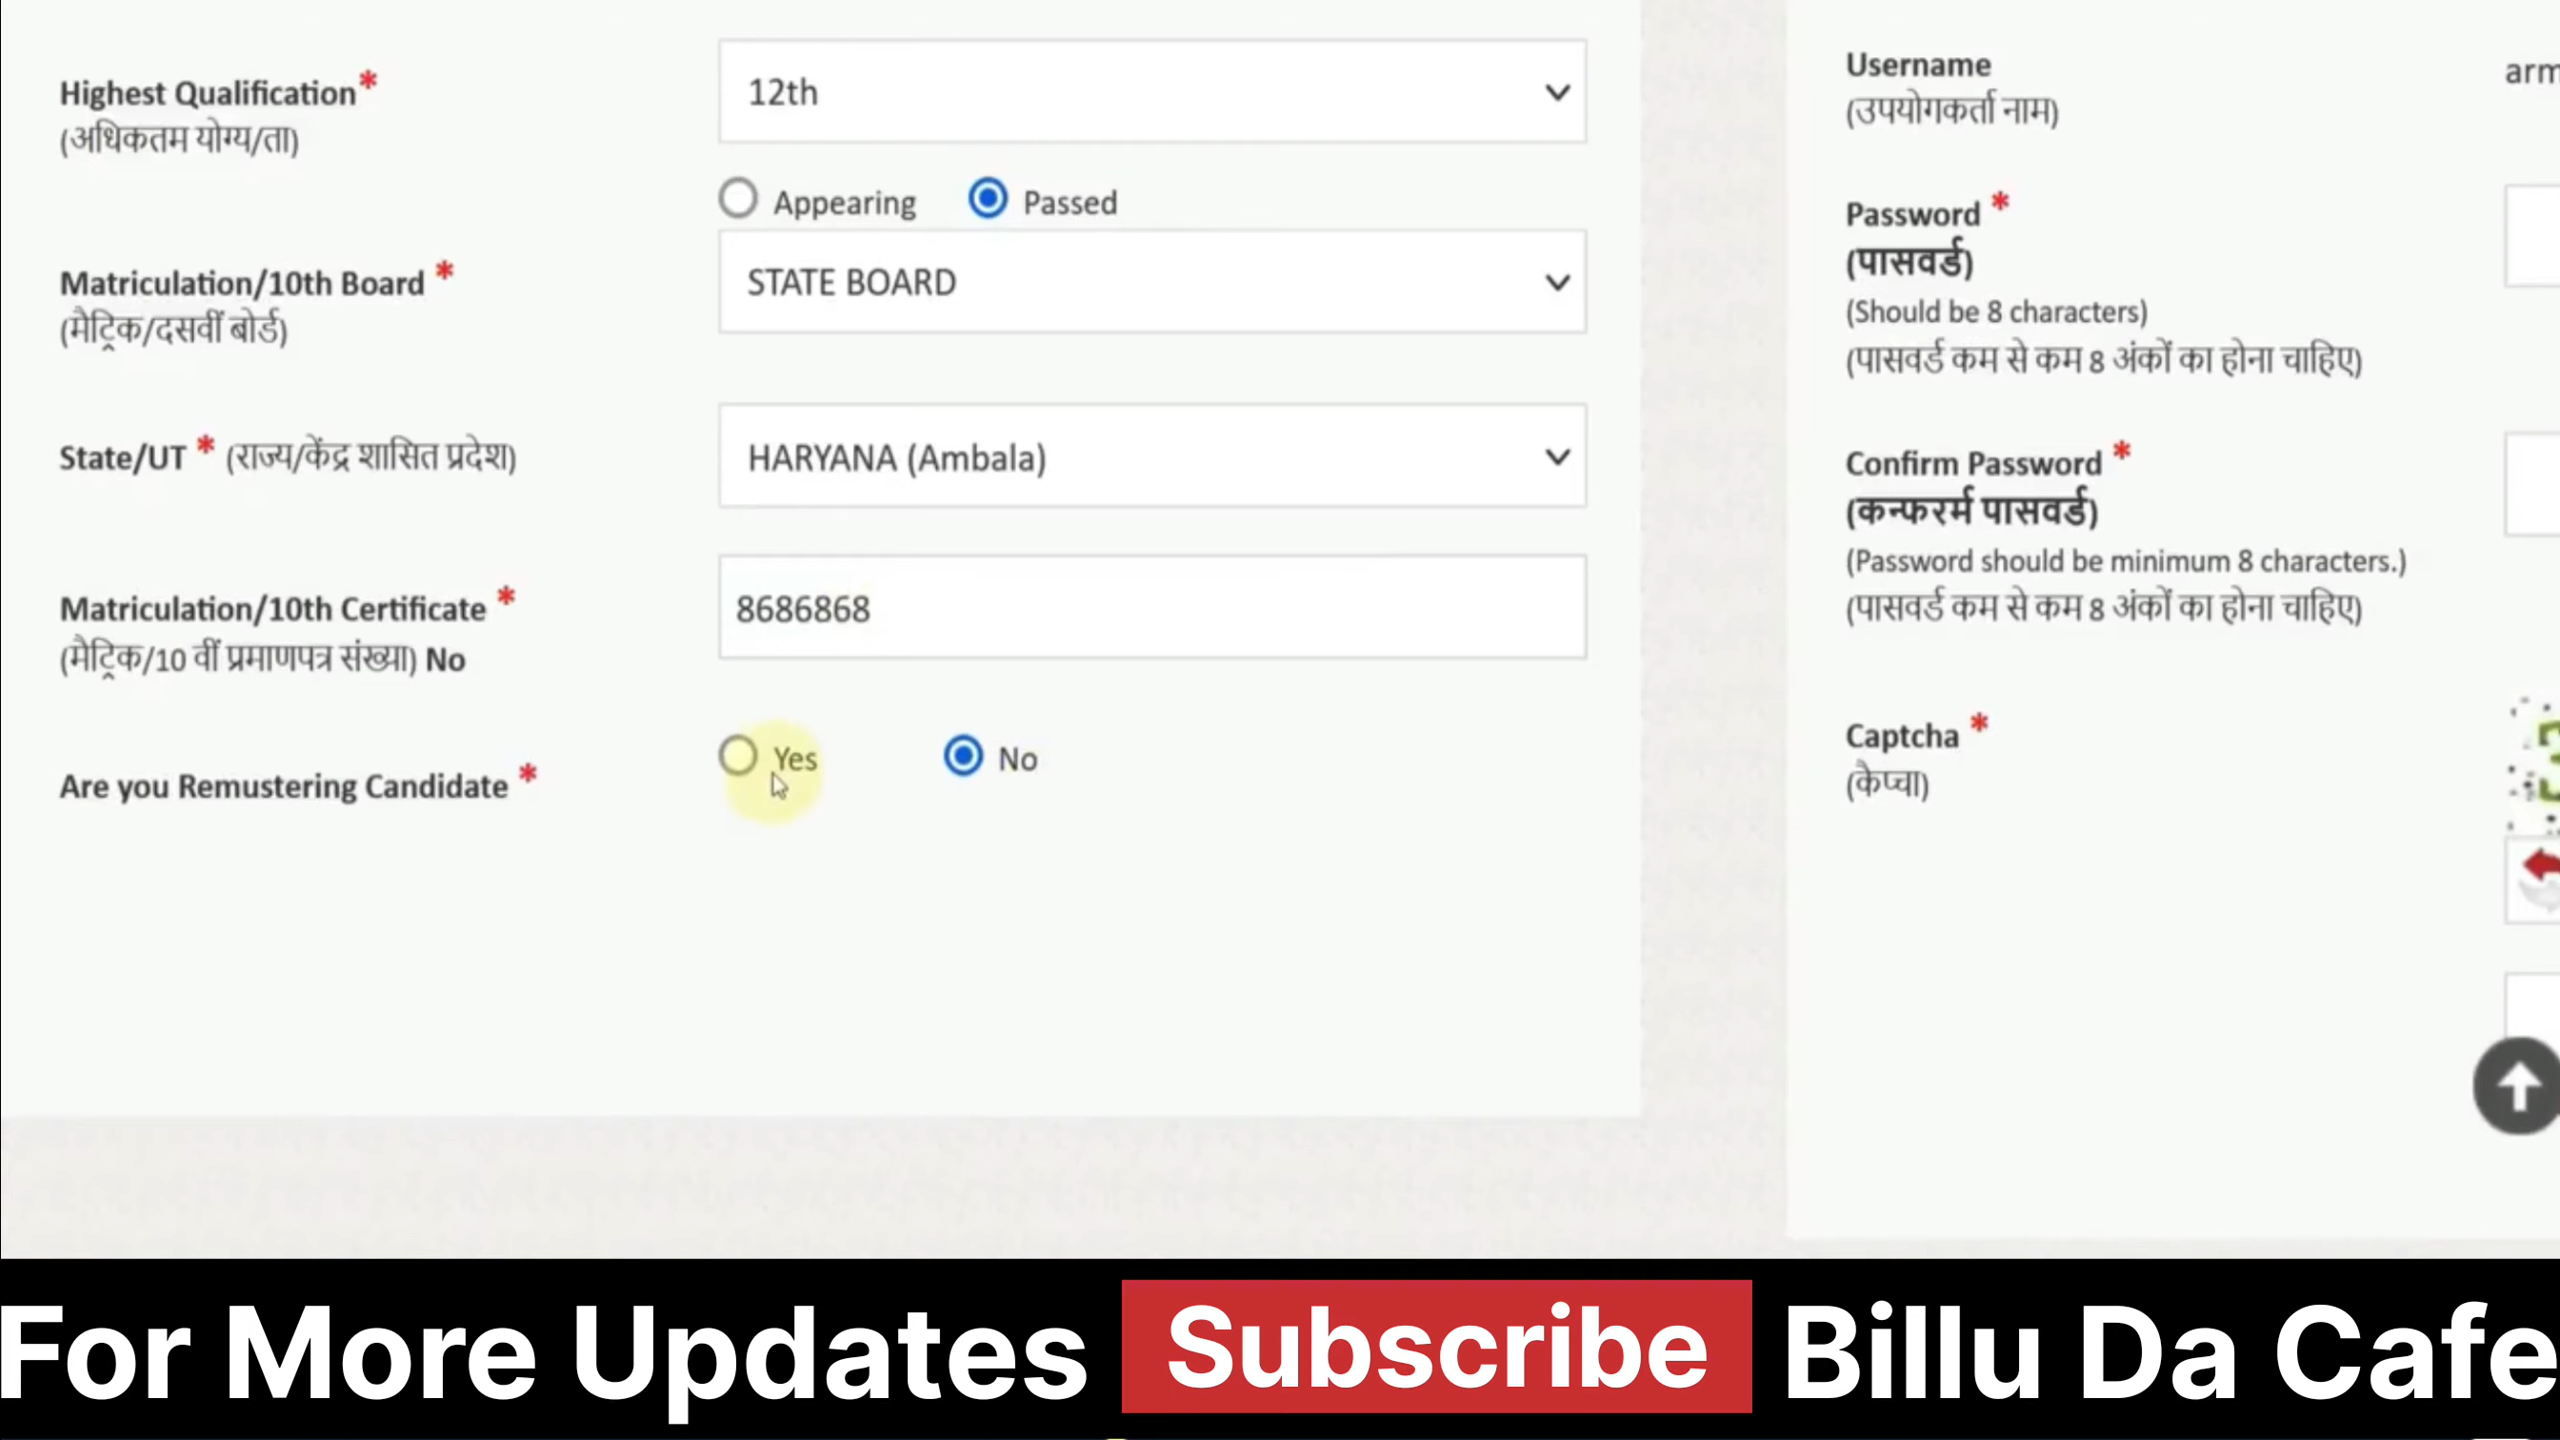 Highest Qualification*
(अधिकतम योग्य/ता)
12th
Appearing
Passed
Matriculation/10th Board *
(मैट्रिक/दसवीं बोर्ड)
STATE BOARD
State/UT * (राज्य/केंद्र शासित प्रदेश)
HARYANA (Ambala)
Matriculation/10th Certificate *
(मैट्रिक/10 वीं प्रमाणपत्र संख्या) No
8686868
Are you Remustering Candidate *
Yes
No
Username
(उपयोगकर्ता नाम)
arm
Password *
(पासवर्ड)
(Should be 8 characters)
(पासवर्ड कम से कम 8 अंकों का होना चाहिए)
Confirm Password *
(कन्फरर्म पासवर्ड)
(Password should be minimum 8 characters.)
(पासवर्ड कम से कम 8 अंकों का होना चाहिए)
Captcha *
(कैप्चा)
For More Updates Subscribe Billu Da Cafe